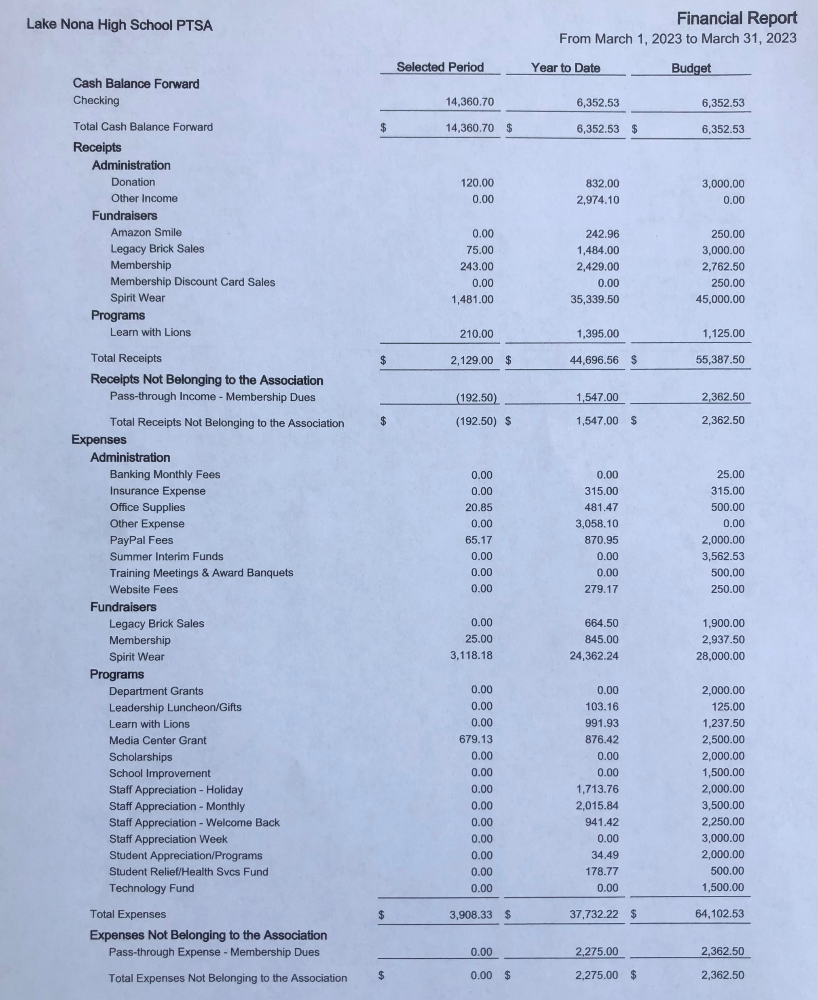 Lake Nona High School PTSA
Financial Report
From March 1, 2023 to March 31, 2023
Selected Period Year to Date Budget
Cash Balance Forward
Checking 14,360.70 6,352.53 6,352.53
Total Cash Balance Forward $ 14,360.70 $ 6,352.53 $ 6,352.53
Receipts
Administration
Donation 120.00 832.00 3,000.00
Other Income 0.00 2,974.10 0.00
Fundraisers
Amazon Smile 0.00 242.96 250.00
Legacy Brick Sales 75.00 1,484.00 3,000.00
Membership 243.00 2,429.00 2,762.50
Membership Discount Card Sales 0.00 0.00 250.00
Spirit Wear 1,481.00 35,339.50 45,000.00
Programs
Learn with Lions 210.00 1,395.00 1,125.00
Total Receipts $ 2,129.00 $ 44,696.56 $ 55,387.50
Receipts Not Belonging to the Association
Pass-through Income - Membership Dues (192.50) 1,547.00 2,362.50
Total Receipts Not Belonging to the Association $ (192.50) $ 1,547.00 $ 2,362.50
Expenses
Administration
Banking Monthly Fees 0.00 0.00 25.00
Insurance Expense 0.00 315.00 315.00
Office Supplies 20.85 481.47 500.00
Other Expense 0.00 3,058.10 0.00
PayPal Fees 65.17 870.95 2,000.00
Summer Interim Funds 0.00 0.00 3,562.53
Training Meetings & Award Banquets 0.00 0.00 500.00
Website Fees 0.00 279.17 250.00
Fundraisers
Legacy Brick Sales 0.00 664.50 1,900.00
Membership 25.00 845.00 2,937.50
Spirit Wear 3,118.18 24,362.24 28,000.00
Programs
Department Grants 0.00 0.00 2,000.00
Leadership Luncheon/Gifts 0.00 103.16 125.00
Learn with Lions 0.00 991.93 1,237.50
Media Center Grant 679.13 876.42 2,500.00
Scholarships 0.00 0.00 2,000.00
School Improvement 0.00 0.00 1,500.00
Staff Appreciation - Holiday 0.00 1,713.76 2,000.00
Staff Appreciation - Monthly 0.00 2,015.84 3,500.00
Staff Appreciation - Welcome Back 0.00 941.42 2,250.00
Staff Appreciation Week 0.00 0.00 3,000.00
Student Appreciation/Programs 0.00 34.49 2,000.00
Student Relief/Health Svcs Fund 0.00 178.77 500.00
Technology Fund 0.00 0.00 1,500.00
Total Expenses $ 3,908.33 $ 37,732.22 $ 64,102.53
Expenses Not Belonging to the Association
Pass-through Expense - Membership Dues 0.00 2,275.00 2,362.50
Total Expenses Not Belonging to the Association $ 0.00 $ 2,275.00 $ 2,362.50